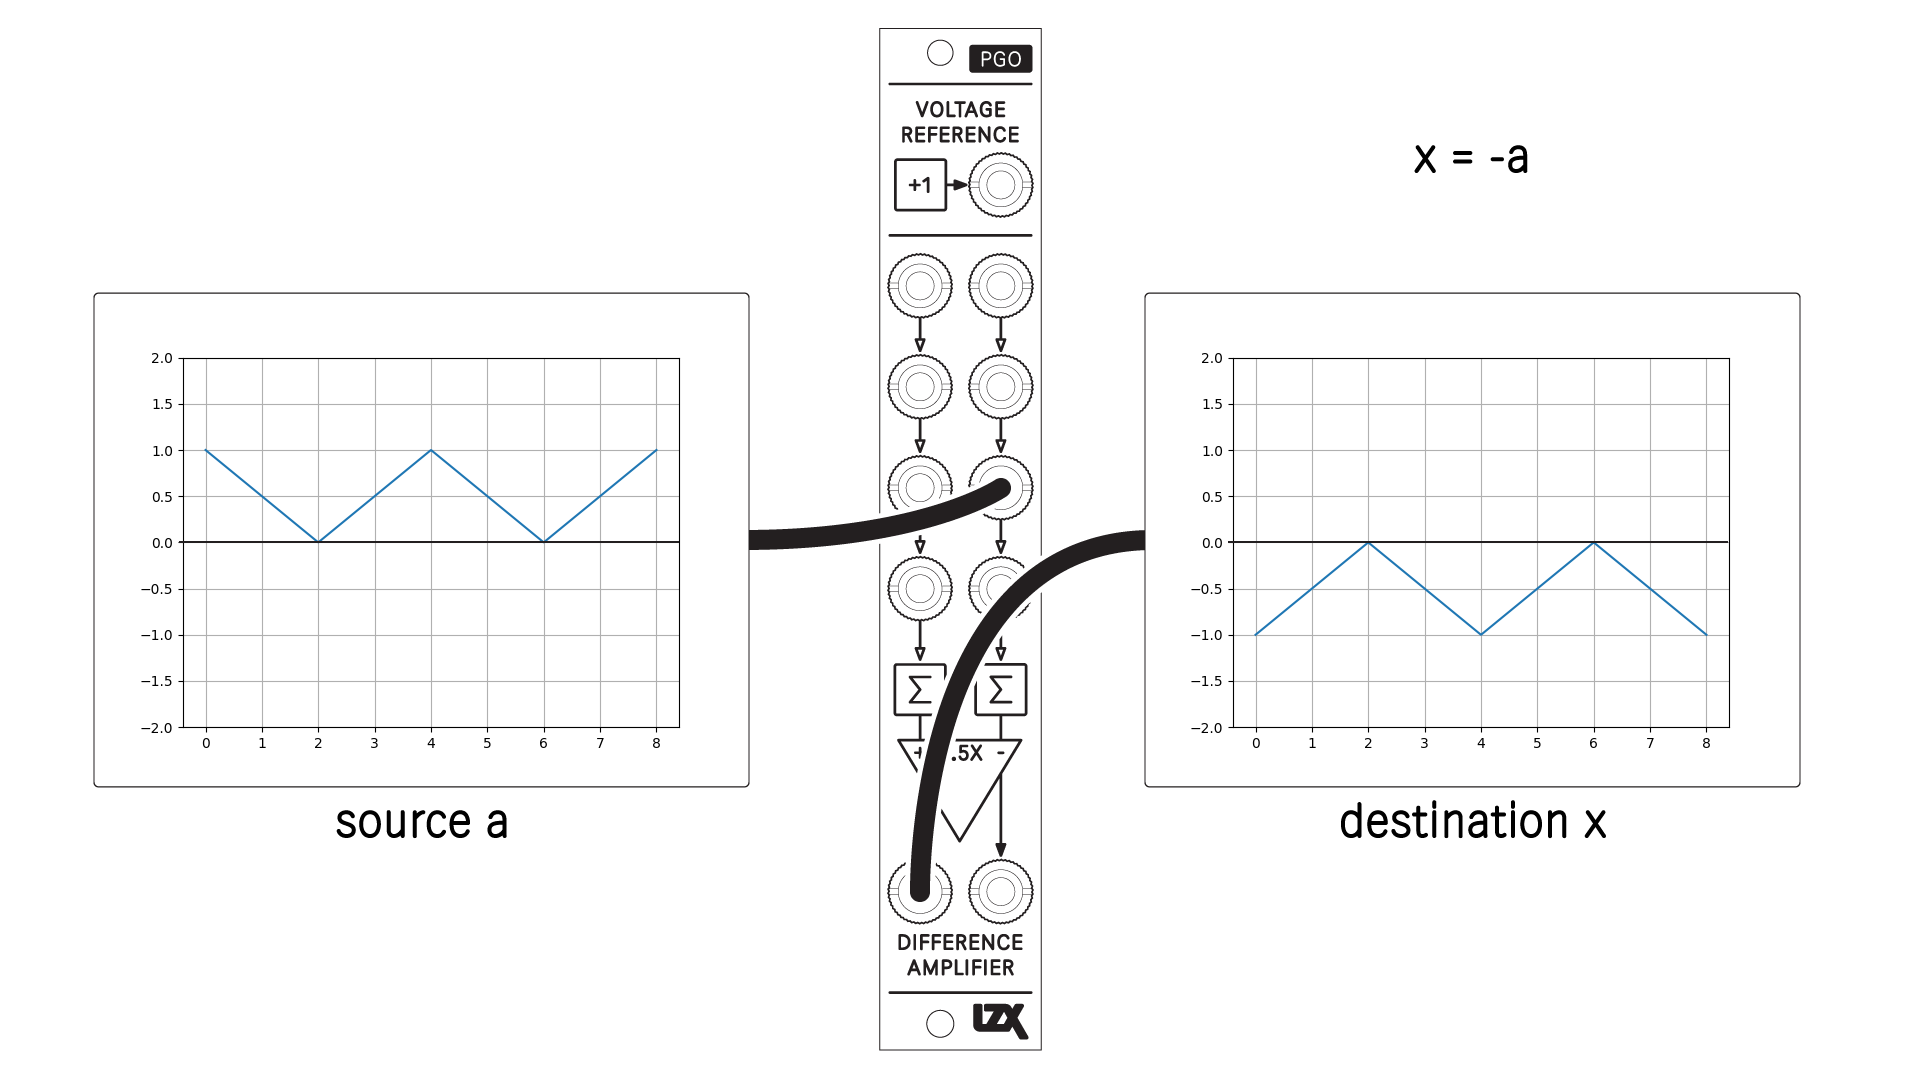 PGO
VOLTAGE
REFERENCE
+1
x = -a
2.0
1.5
1.0
0.5
0.0
−0.5
−1.0
−1.5
−2.0
0 1 2 3 4 5 6 7 8
source a
Σ Σ
.5X -
DIFFERENCE
AMPLIFIER
LZX
2.0
1.5
1.0
0.5
0.0
−0.5
−1.0
−1.5
−2.0
0 1 2 3 4 5 6 7 8
destination x